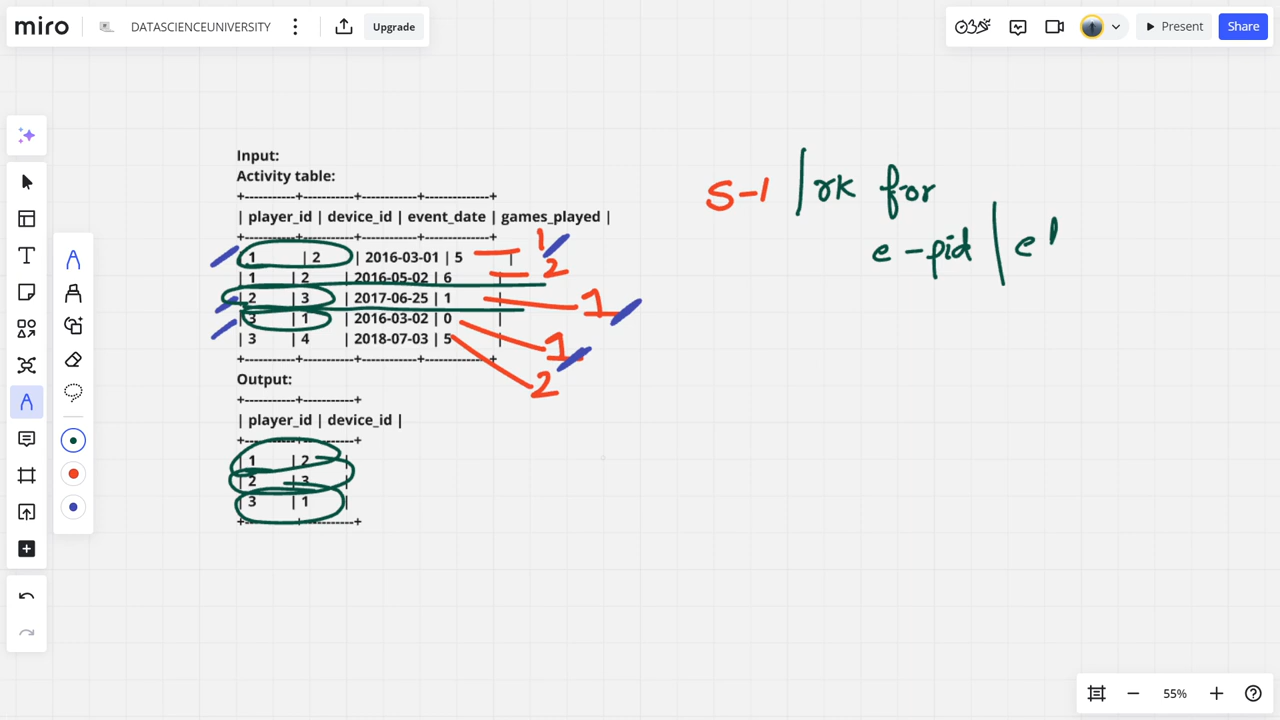 miro DATASCIENCEUNIVERSITY Upgrade Present Share
Input:
Activity table:
+-----------+-----------+------------+--------------+
| player_id | device_id | event_date | games_played |
+-----------+-----------+------------+--------------+
| 1 | 2 | 2016-03-01 | 5 | 1
| 1 | 2 | 2016-05-02 | 6 | 2
| 2 | 3 | 2017-06-25 | 1 | 1
| 3 | 1 | 2016-03-02 | 0 | 1
| 3 | 4 | 2018-07-03 | 5 | 2
+-----------+-----------+------------+--------------+
Output:
+-----------+-----------+
| player_id | device_id |
+-----------+-----------+
| 1 | 2 |
| 2 | 3 |
| 3 | 1 |
+-----------+-----------+
S-1 | rk for
e-pid | e
55%